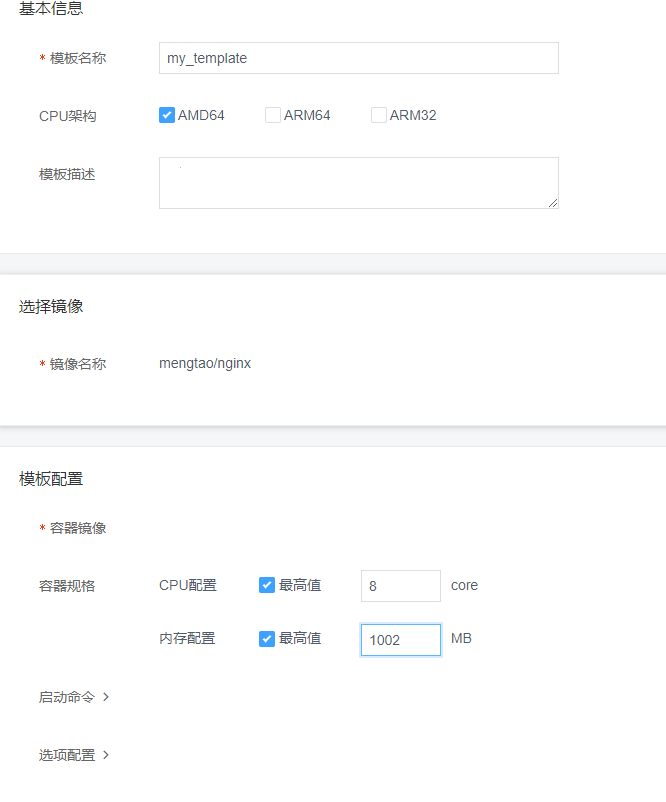 基本信息
* 模板名称 my_template
CPU架构 AMD64 ARM64 ARM32
模板描述
选择镜像
* 镜像名称 mengtao/nginx
模板配置
* 容器镜像
容器规格 CPU配置 最高值 8 core
内存配置 最高值 1002 MB
启动命令 >
选项配置 >